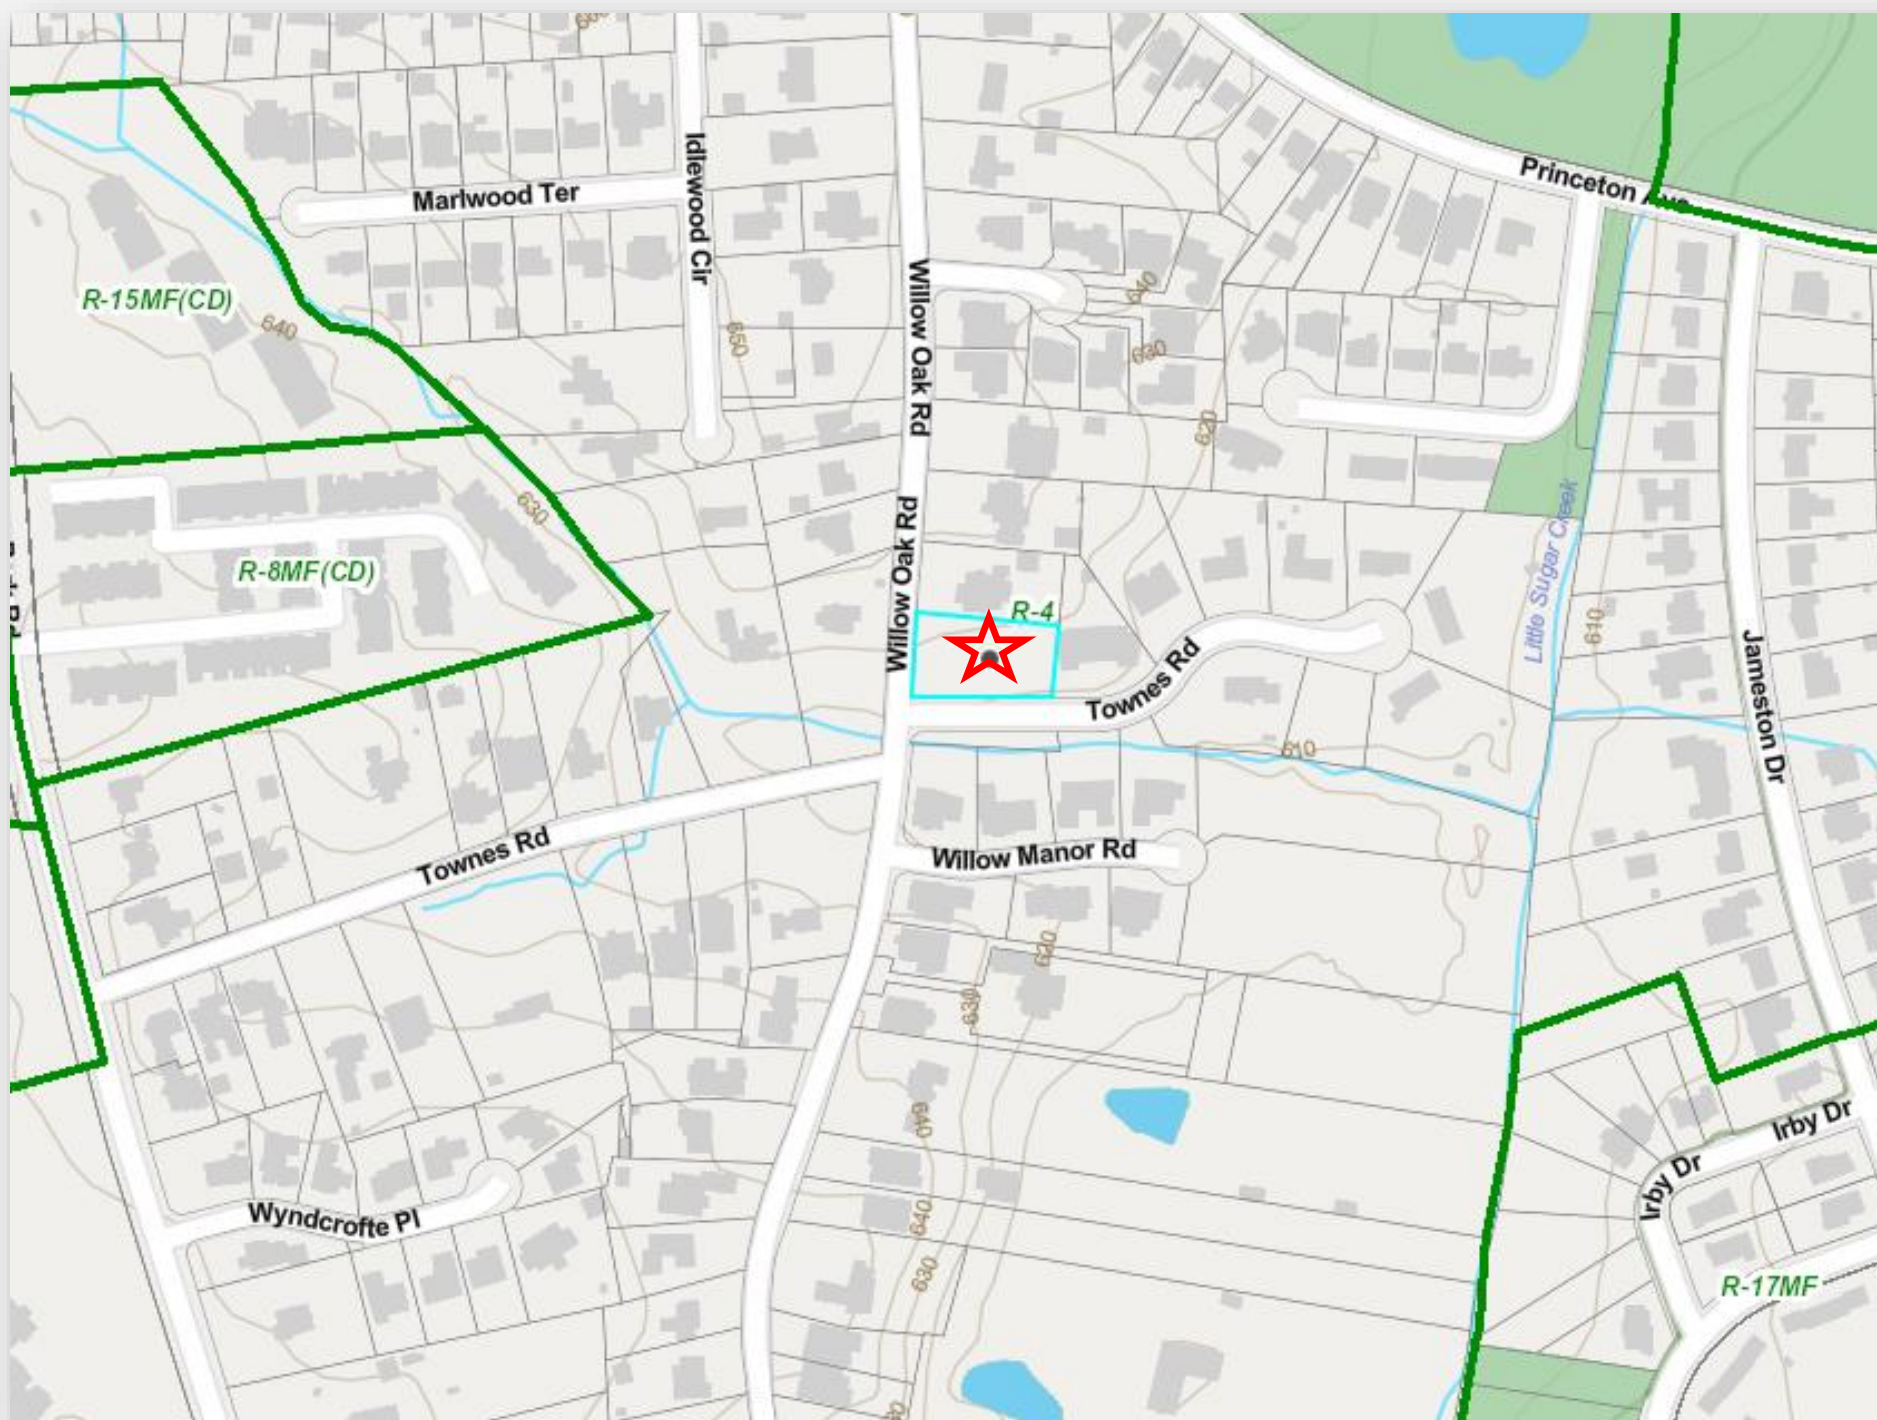 Princeton Ave
Idlewood Cir
Marlwood Ter
Willow Oak Rd
640
R-15MF(CD)
640
650
630
620
630
Willow Oak Rd
Little Sugar Creek
R-8MF(CD)
R-4
610
Townes Rd
Jameston Dr
610
Townes Rd
Willow Manor Rd
620
630
640
Irby Dr
Irby Dr
Wyndcrofte Pl
640
630
R-17MF